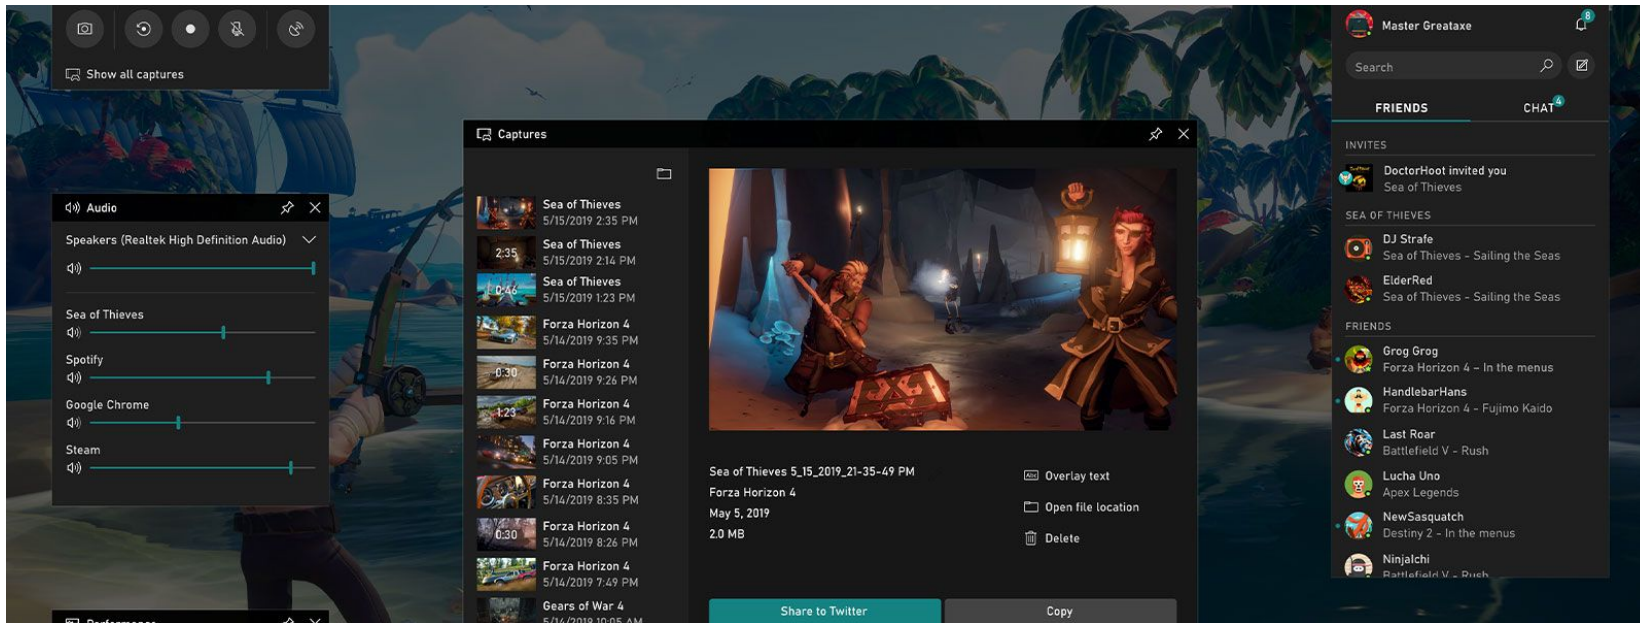 Show all captures
Audio
Speakers (Realtek High Definition Audio)
Sea of Thieves
Spotify
Google Chrome
Steam
Performance
Captures
Sea of Thieves
5/15/2019 2:35 PM
2:35
Sea of Thieves
5/15/2019 2:14 PM
0:46
Sea of Thieves
5/15/2019 1:23 PM
Forza Horizon 4
5/14/2019 9:35 PM
0:30
Forza Horizon 4
5/14/2019 9:26 PM
1:23
Forza Horizon 4
5/14/2019 9:16 PM
Forza Horizon 4
5/14/2019 9:05 PM
Forza Horizon 4
5/14/2019 8:35 PM
0:30
Forza Horizon 4
5/14/2019 8:26 PM
Forza Horizon 4
5/14/2019 7:49 PM
Gears of War 4
5/14/2019 10:05 AM
Sea of Thieves 5_15_2019_21-35-49 PM
Forza Horizon 4
May 5, 2019
2.0 MB
Abc Overlay text
Open file location
Delete
Share to Twitter
Copy
Master Greataxe
8
Search
FRIENDS
CHAT 4
INVITES
DoctorHoot invited you
Sea of Thieves
SEA OF THIEVES
DJ Strafe
Sea of Thieves - Sailing the Seas
ElderRed
Sea of Thieves - Sailing the Seas
FRIENDS
Grog Grog
Forza Horizon 4 – In the menus
HandlebarHans
Forza Horizon 4 - Fujimo Kaido
Last Roar
Battlefield V - Rush
Lucha Uno
Apex Legends
NewSasquatch
Destiny 2 - In the menus
Ninjalchi
Battlefield V - Rush